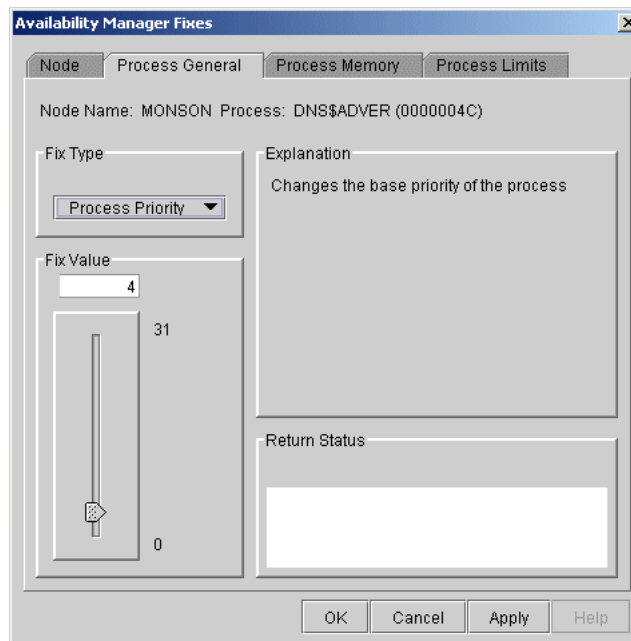 Availability Manager Fixes
Node Process General Process Memory Process Limits
Node Name: MONSON Process: DNS$ADVER (0000004C)
Fix Type
Process Priority
Explanation
Changes the base priority of the process
Fix Value
4
31
0
Return Status
OK Cancel Apply Help